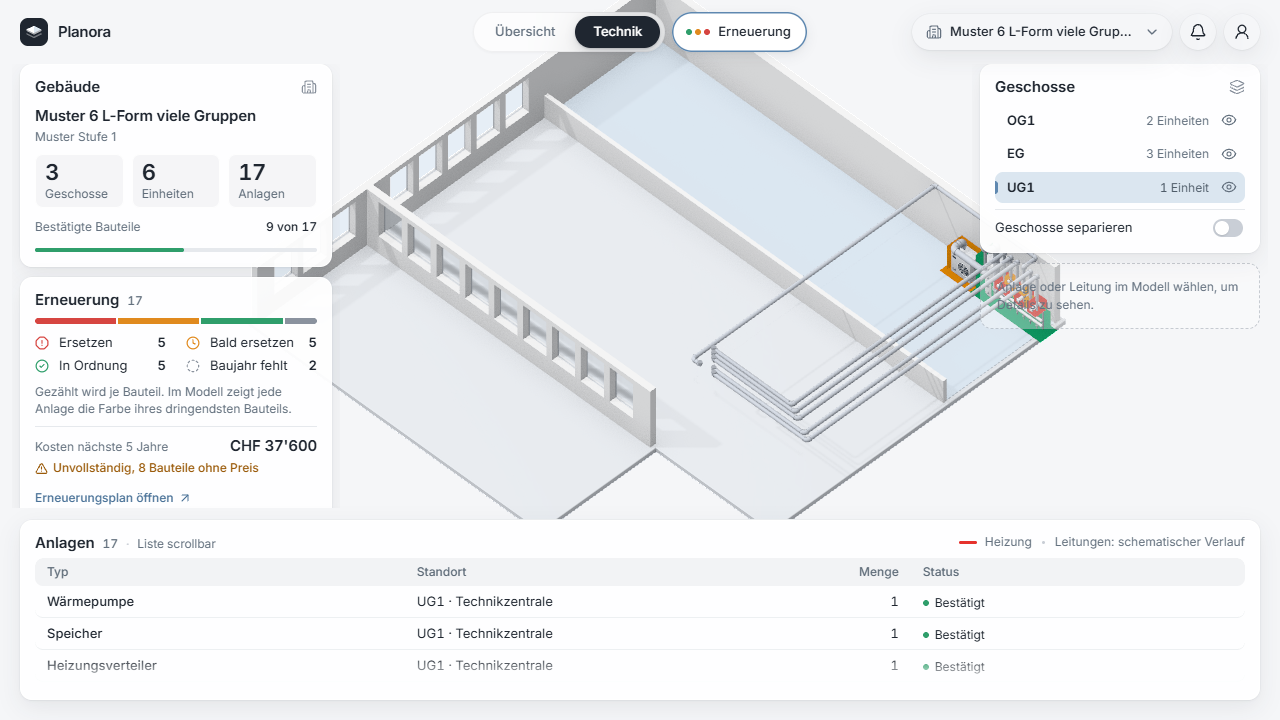 Planora
Übersicht
Technik
Erneuerung
Muster 6 L-Form viele Grup...
Gebäude
Muster 6 L-Form viele Gruppen
Muster Stufe 1
3
Geschosse
6
Einheiten
17
Anlagen
Bestätigte Bauteile
9 von 17
Erneuerung 17
Ersetzen 5
Bald ersetzen 5
In Ordnung 5
Baujahr fehlt 2
Gezählt wird je Bauteil. Im Modell zeigt jede
Anlage die Farbe ihres dringendsten Bauteils.
Kosten nächste 5 Jahre CHF 37'600
Unvollständig, 8 Bauteile ohne Preis
Erneuerungsplan öffnen
Geschosse
OG1 2 Einheiten
EG 3 Einheiten
UG1 1 Einheit
Geschosse separieren
Anlage oder Leitung im Modell wählen, um
Details zu sehen.
Anlagen 17 · Liste scrollbar
Heizung · Leitungen: schematischer Verlauf
Typ Standort Menge Status
Wärmepumpe UG1 · Technikzentrale 1 Bestätigt
Speicher UG1 · Technikzentrale 1 Bestätigt
Heizungsverteiler UG1 · Technikzentrale 1 Bestätigt